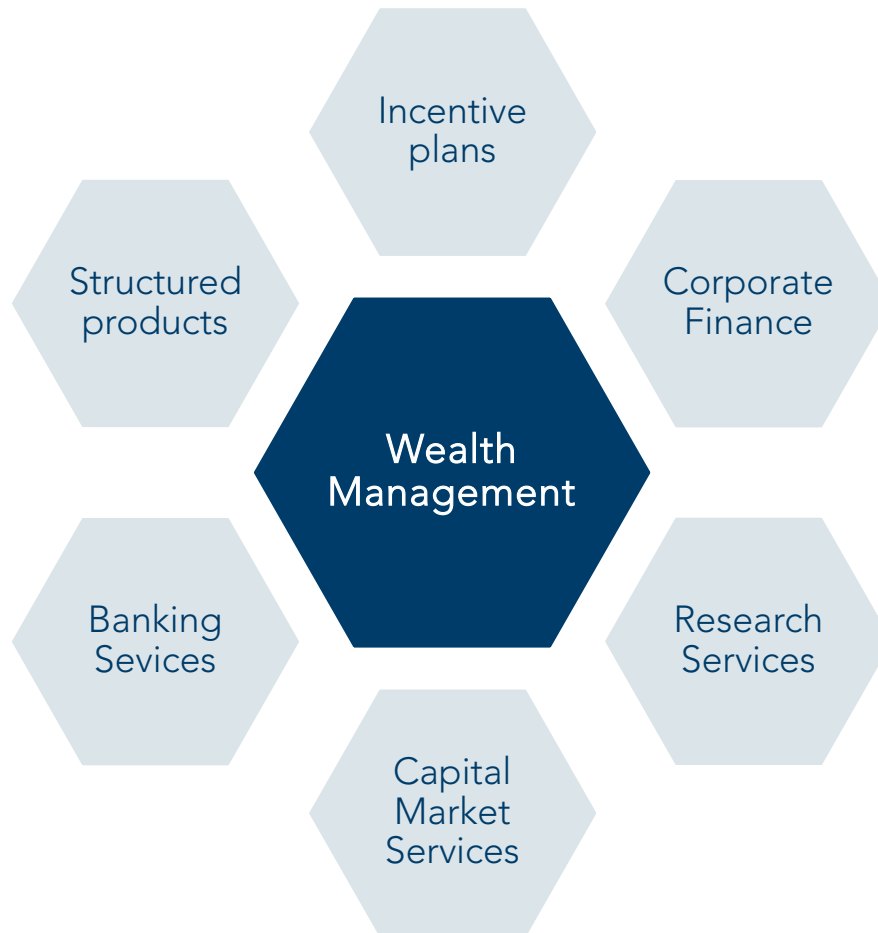 Incentive
plans
Structured
products
Corporate
Finance
Wealth
Management
Banking
Sevices
Research
Services
Capital
Market
Services